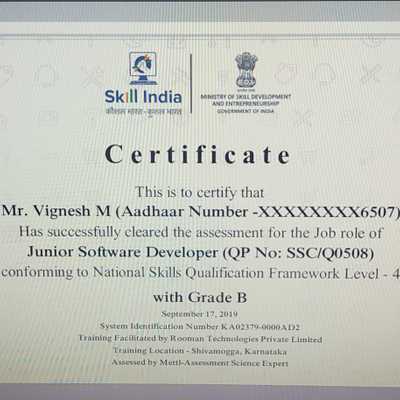 Skill India
कौशल भारत-कुशल भारत
MINISTRY OF SKILL DEVELOPMENT
AND ENTREPRENEURSHIP
GOVERNMENT OF INDIA
Certificate
This is to certify that
Mr. Vignesh M (Aadhaar Number -XXXXXXXX6507)
Has successfully cleared the assessment for the Job role of
Junior Software Developer (QP No: SSC/Q0508)
conforming to National Skills Qualification Framework Level - 4
with Grade B
September 17, 2019
System Identification Number KA02379-0000AD2
Training Facilitated by Rooman Technologies Private Limited
Training Location - Shivamogga, Karnataka
Assessed by Mettl-Assessment Science Expert